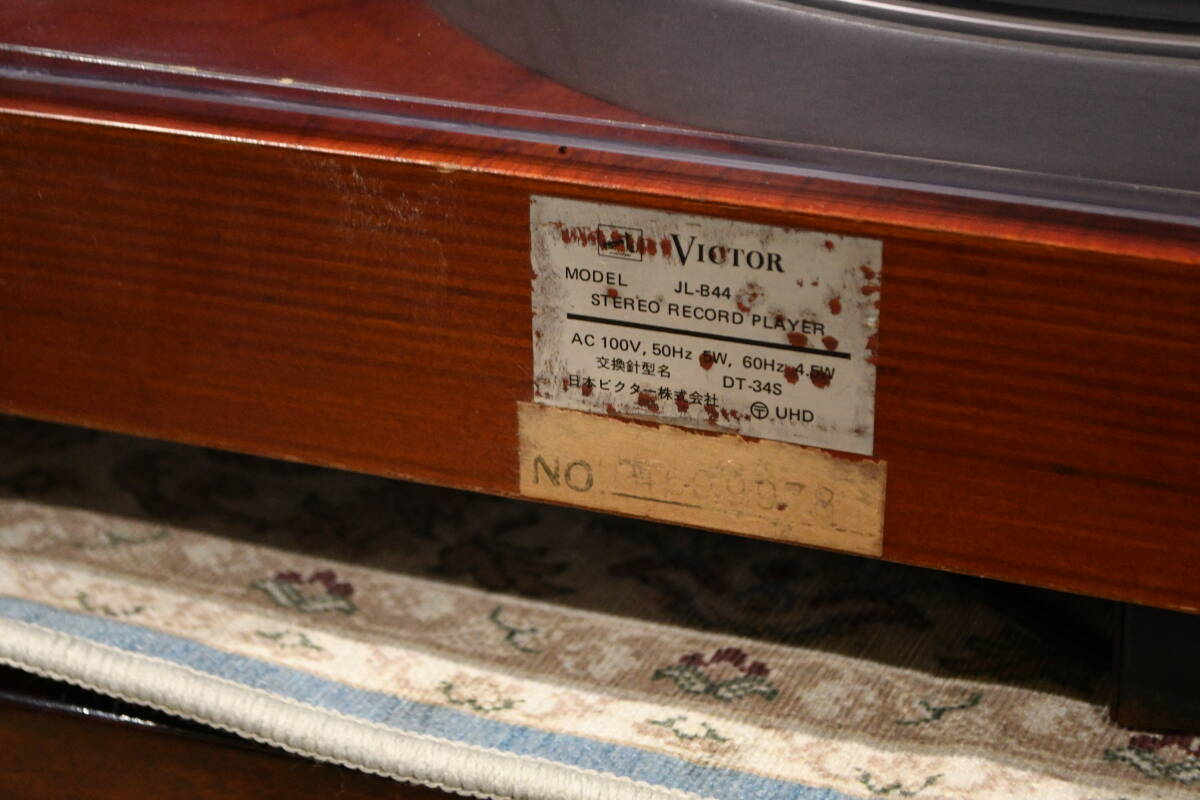 VICTOR
MODEL JL-B44
STEREO RECORD PLAYER
AC 100V, 50Hz 5W, 60Hz 4.5W
交換針型名 DT-34S
日本ビクター株式会社 〶 UHD
NO